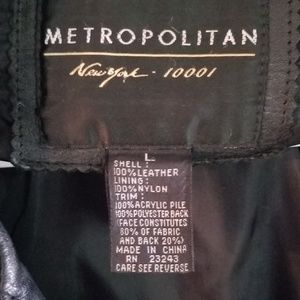 METROPOLITAN
New York · 10001
L
SHELL:
100%LEATHER
LINING:
100%NYLON
TRIM:
100%ACRYLIC PILE
100%POLYESTER BACK
(FACE CONSTITUTES
80% OF FABRIC
AND BACK 20%)
MADE IN
CHINA
RN 23243
CARE SEE REVERSE